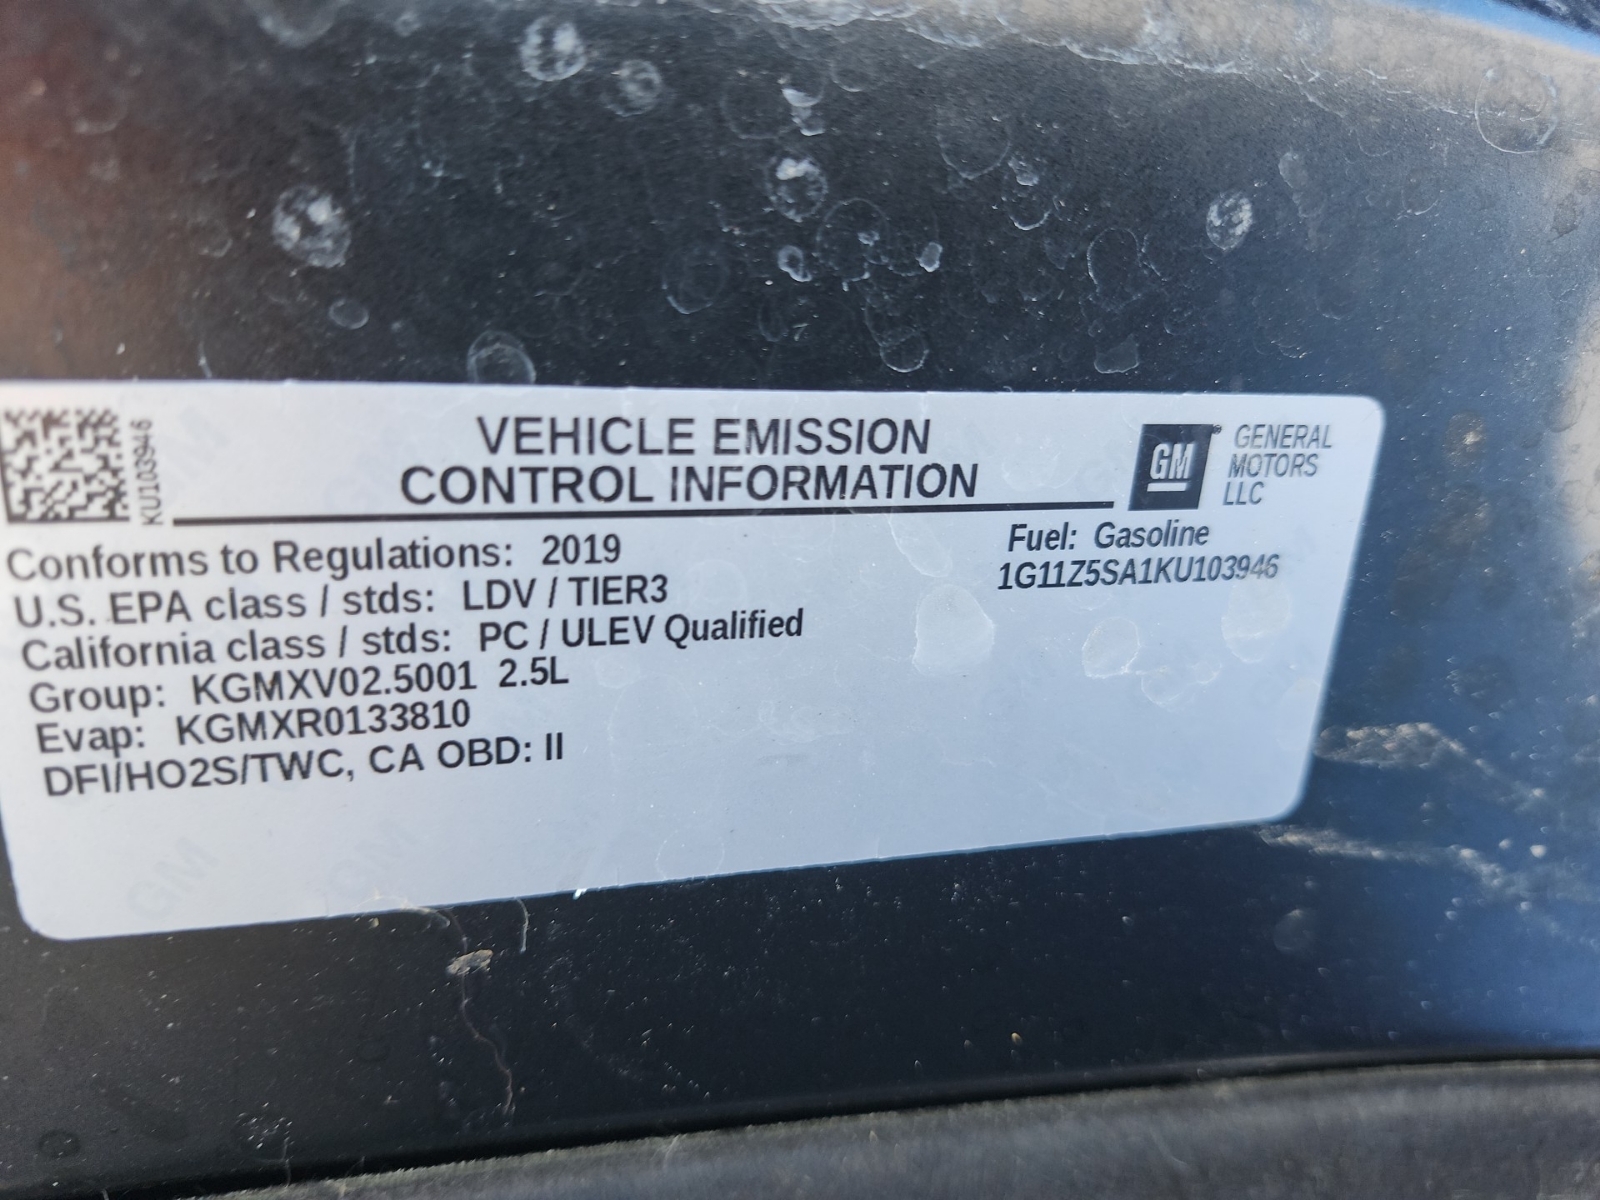 KU103946
VEHICLE EMISSION
CONTROL INFORMATION
GM
GENERAL
MOTORS
LLC
Conforms to Regulations: 2019
U.S. EPA class / stds: LDV / TIER3
California class / stds: PC / ULEV Qualified
Group: KGMXV02.5001 2.5L
Evap: KGMXR0133810
DFI/HO2S/TWC, CA OBD: II
Fuel: Gasoline
1G11Z5SA1KU103946
GM
GM